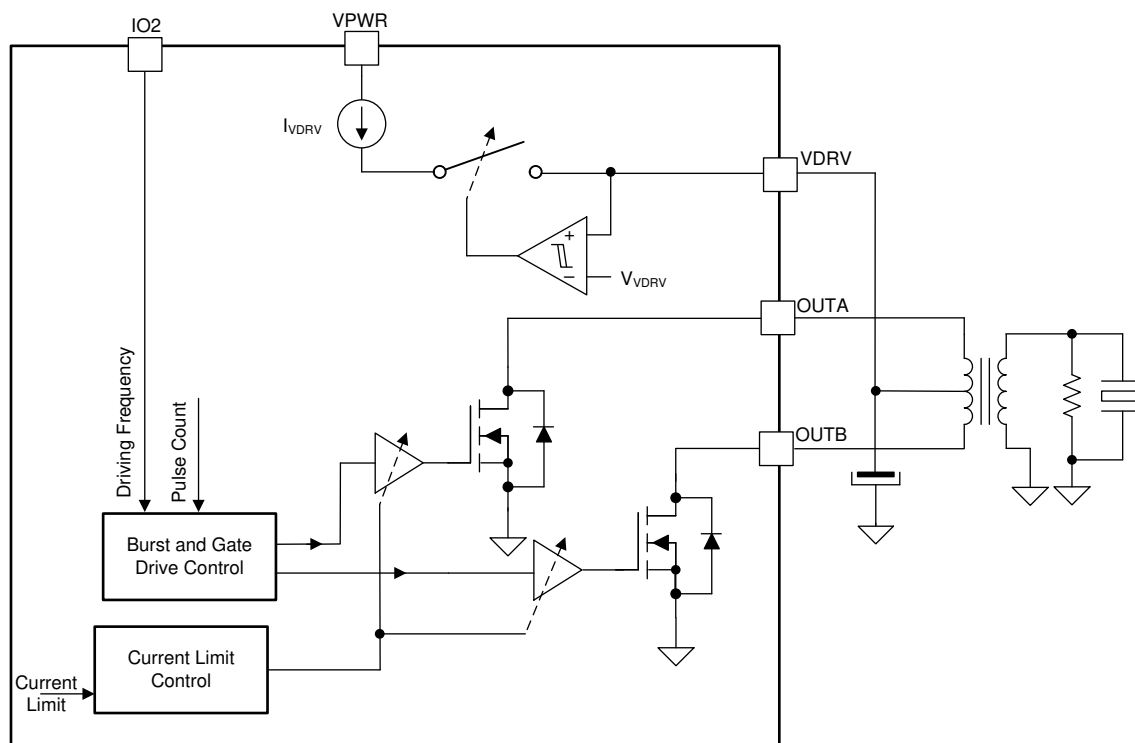 IO2
VPWR
IVDRV
VDRV
+
−
VVDRV
OUTA
OUTB
Driving Frequency
Pulse Count
Burst and Gate
Drive Control
Current Limit
Control
Current
Limit